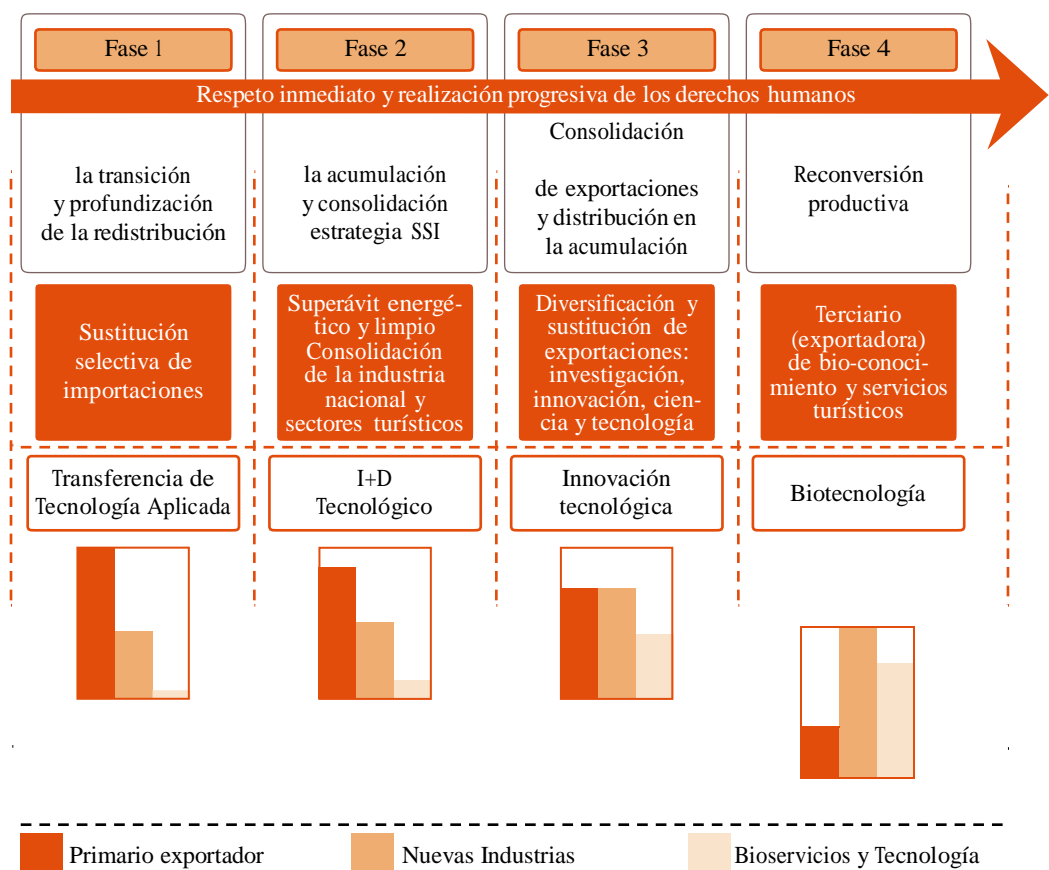 Fase 1
Fase 2
Fase 3
Fase 4
Respeto inmediato y realización progresiva de los derechos humanos
la transición
y profundización
de la redistribución
la acumulación
y consolidación
estrategia SSI
Consolidación
de exportaciones
y distribución en
la acumulación
Reconversión
productiva
Sustitución
selectiva de
importaciones
Superávit energé-
tico y limpio
Consolidación
de la industria
nacional y
sectores turísticos
Diversificación y
sustitución de
exportaciones:
investigación,
innovación, cien-
cia y tecnología
Terciario
(exportadora)
de bio-conoci-
miento y servicios
turísticos
Transferencia de
Tecnología Aplicada
I+D
Tecnológico
Innovación
tecnológica
Biotecnología
Primario exportador
Nuevas Industrias
Bioservicios y Tecnología